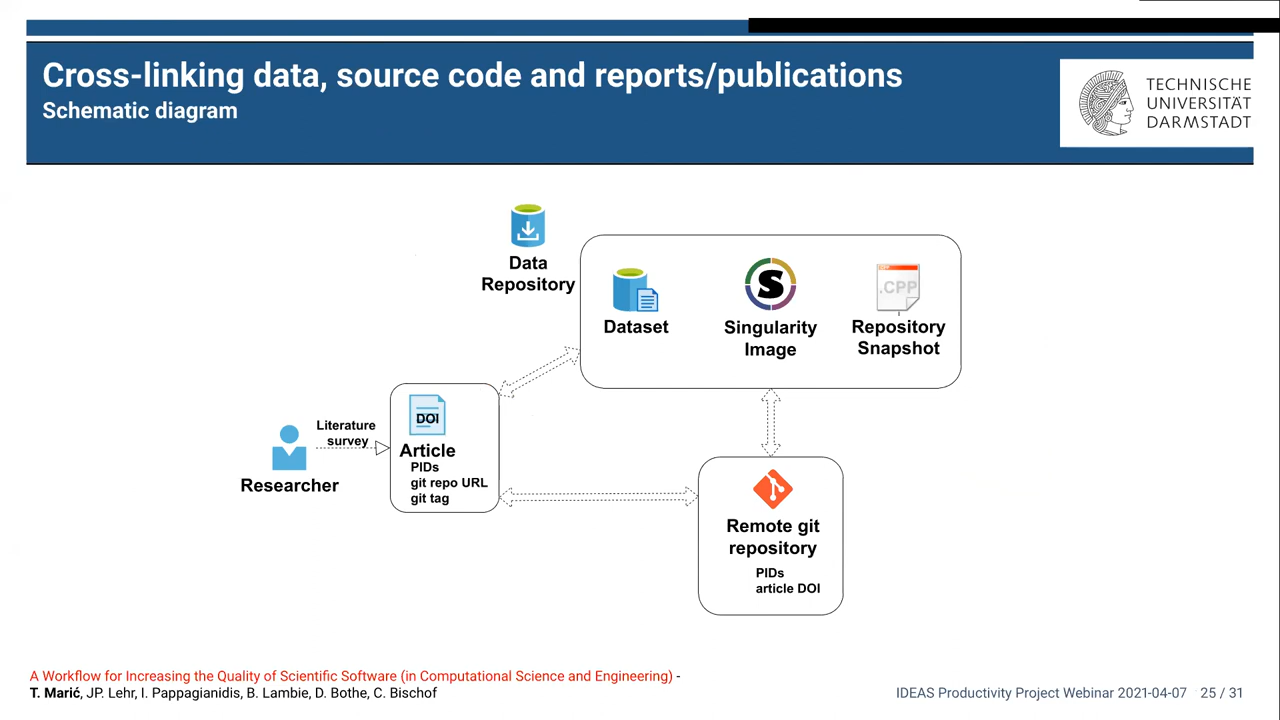 Cross-linking data, source code and reports/publications
Schematic diagram
TECHNISCHE
UNIVERSITÄT
DARMSTADT
Data
Repository
Dataset
S
Singularity
Image
CPP
.CPP
Repository
Snapshot
Literature
survey
Researcher
DOI
Article
PIDs
git repo URL
git tag
Remote git
repository
PIDs
article DOI
A Workflow for Increasing the Quality of Scientific Software (in Computational Science and Engineering) -
T. Marić, JP. Lehr, I. Pappagianidis, B. Lambie, D. Bothe, C. Bischof
IDEAS Productivity Project Webinar 2021-04-07 25 / 31